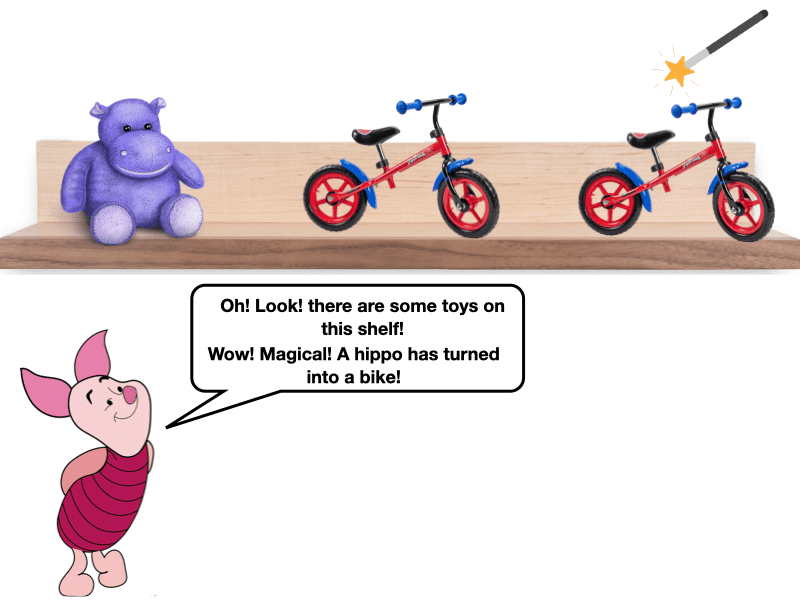 Oh! Look! there are some toys on
this shelf!
Wow! Magical! A hippo has turned
into a bike!